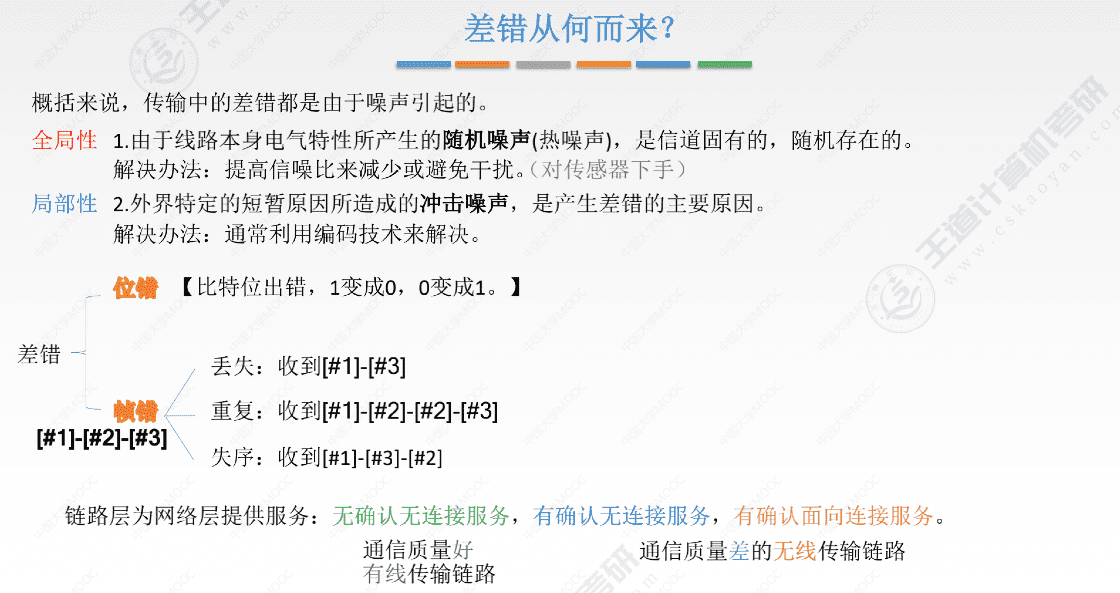 差错从何而来？
概括来说，传输中的差错都是由于噪声引起的。
全局性 1.由于线路本身电气特性所产生的随机噪声(热噪声)，是信道固有的，随机存在的。
解决办法：提高信噪比来减少或避免干扰。（对传感器下手）
局部性 2.外界特定的短暂原因所造成的冲击噪声，是产生差错的主要原因。
解决办法：通常利用编码技术来解决。
位错 【比特位出错，1变成0，0变成1。】
差错
丢失：收到[#1]-[#3]
帧错 重复：收到[#1]-[#2]-[#2]-[#3]
[#1]-[#2]-[#3]
失序：收到[#1]-[#3]-[#2]
链路层为网络层提供服务：无确认无连接服务，有确认无连接服务，有确认面向连接服务。
通信质量好 通信质量差的无线传输链路
有线传输链路
王道计算机考研
www.cskaoyan.com
中国大学MOOC